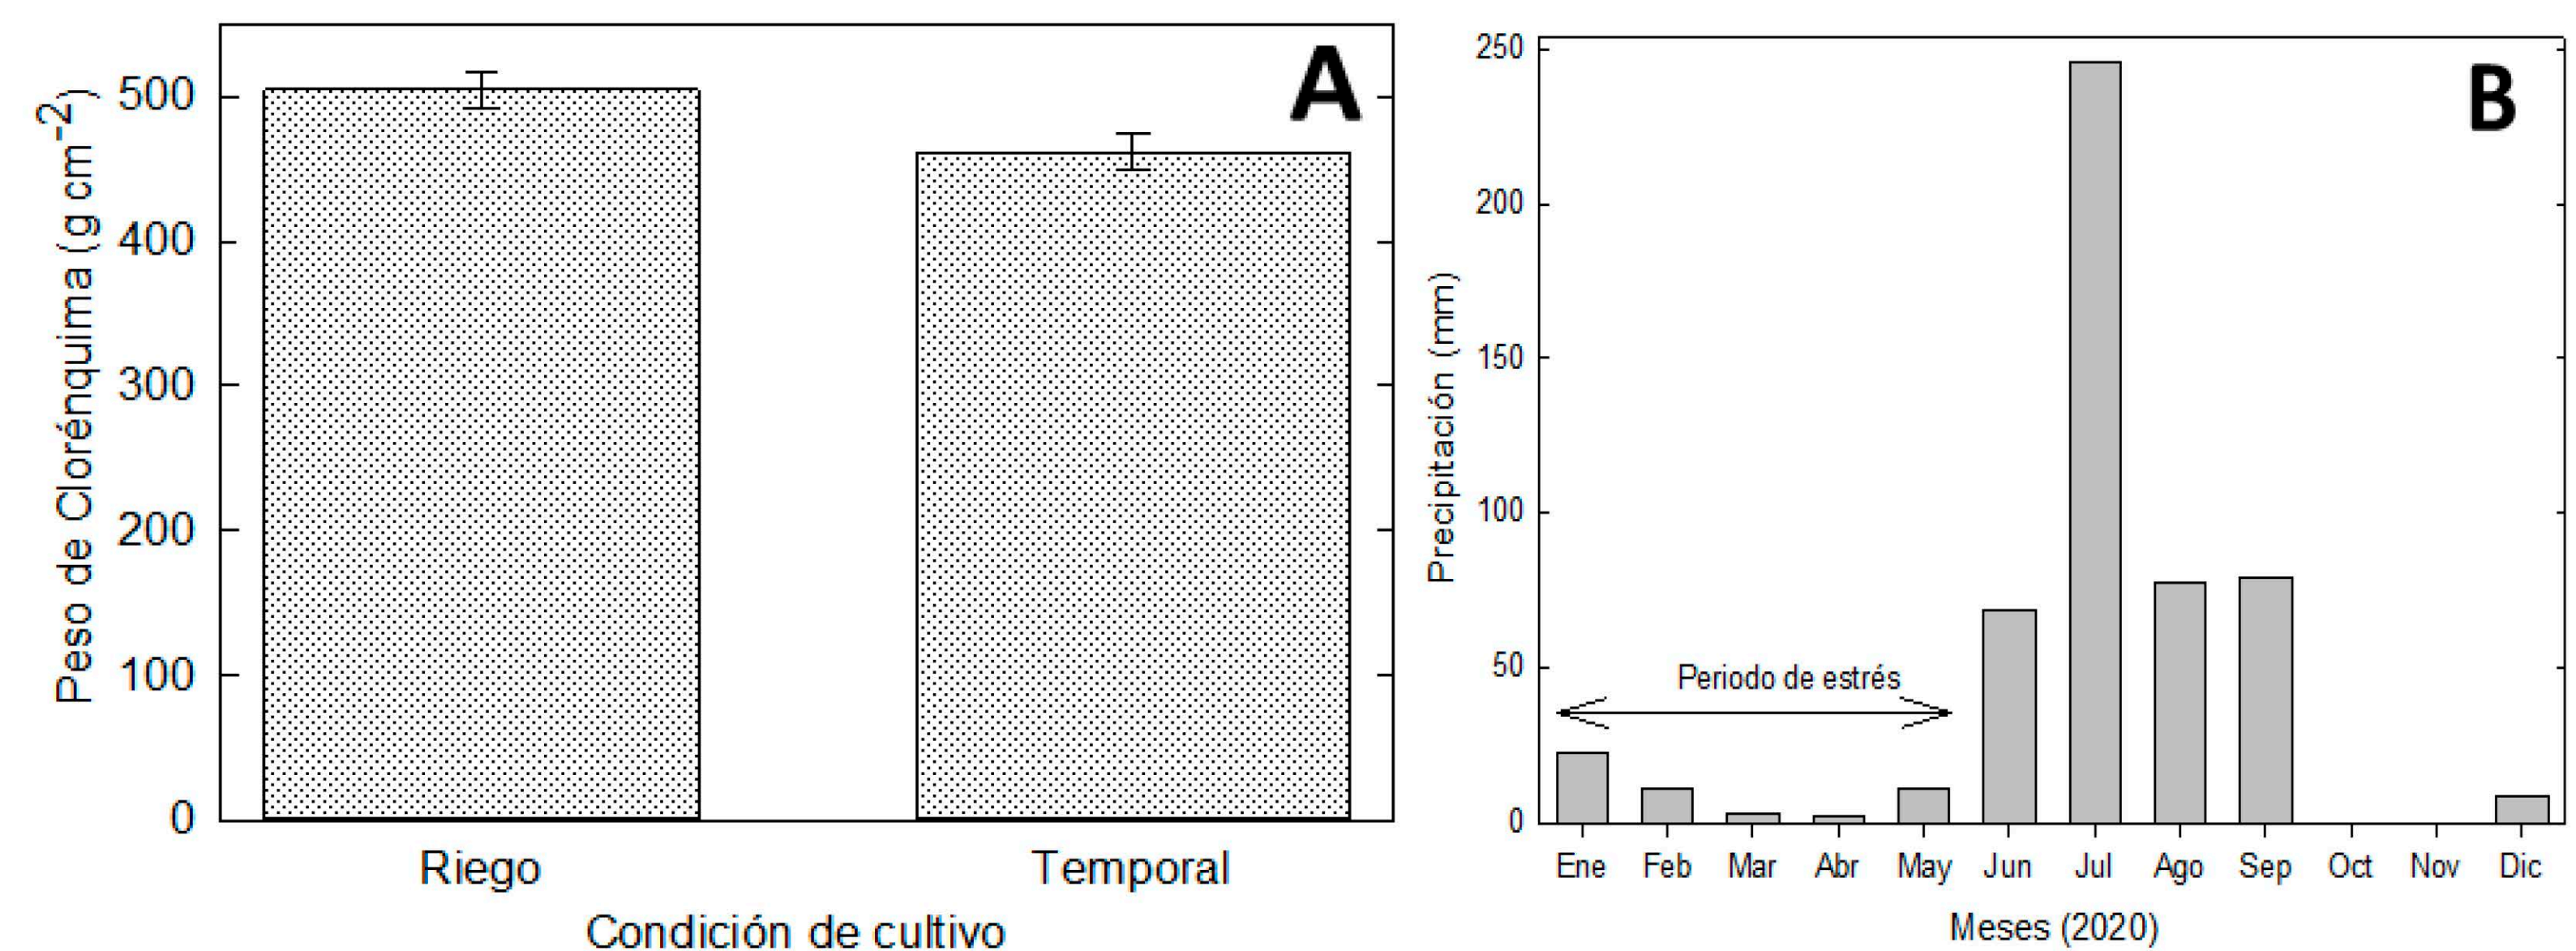 A
Peso de Clorénquima (g cm⁻²)
500
400
300
200
100
0
Riego Temporal
Condición de cultivo
B
Precipitación (mm)
250
200
150
100
50
0
Periodo de estrés
Ene Feb Mar Abr May Jun Jul Ago Sep Oct Nov Dic
Meses (2020)